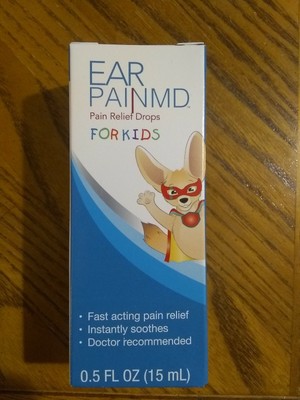 EAR
PAINMD
Pain Relief Drops
FOR KIDS
• Fast acting pain relief
• Instantly soothes
• Doctor recommended
0.5 FL OZ (15 mL)